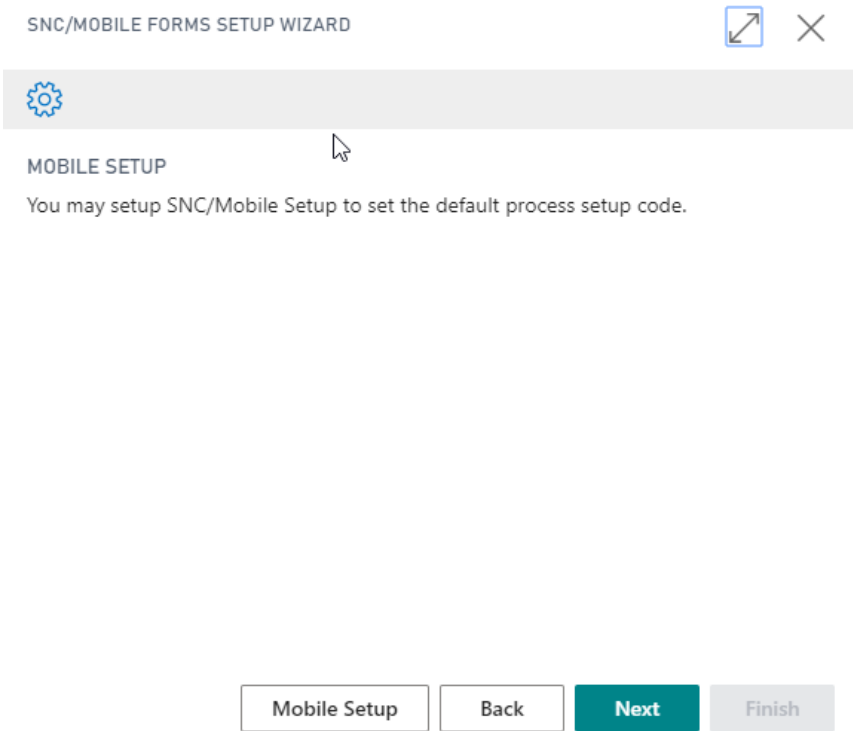 SNC/MOBILE FORMS SETUP WIZARD
MOBILE SETUP
You may setup SNC/Mobile Setup to set the default process setup code.
Mobile Setup Back Next Finish